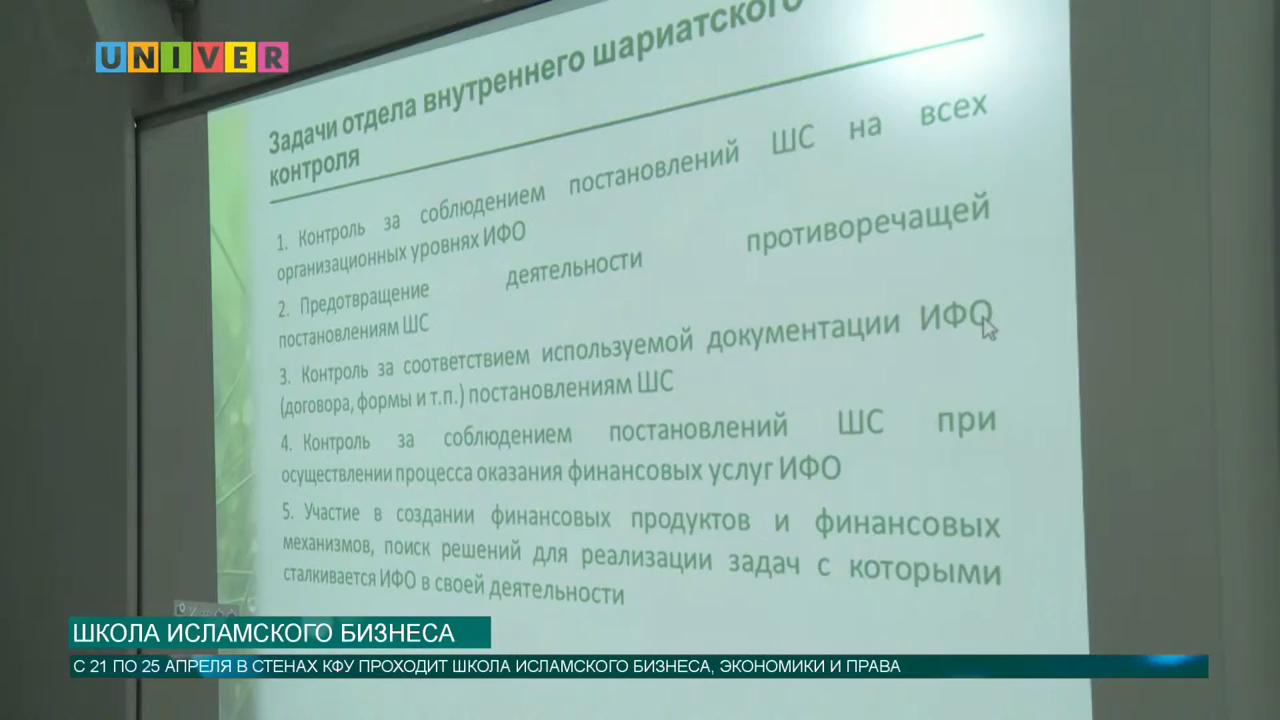 UNIVER
Задачи отдела внутреннего шариатского
контроля
1. Контроль за соблюдением постановлений ШС на всех
организационных уровнях ИФО
2. Предотвращение деятельности противоречащей
постановлениям ШС
3. Контроль за соответствием используемой документации ИФО
(договора, формы и т.п.) постановлениям ШС
4. Контроль за соблюдением постановлений ШС при
осуществлении процесса оказания финансовых услуг ИФО
5. Участие в создании финансовых продуктов и финансовых
механизмов, поиск решений для реализации задач с которыми
сталкивается ИФО в своей деятельности
ШКОЛА ИСЛАМСКОГО БИЗНЕСА
С 21 ПО 25 АПРЕЛЯ В СТЕНАХ КФУ ПРОХОДИТ ШКОЛА ИСЛАМСКОГО БИЗНЕСА, ЭКОНОМИКИ И ПРАВА